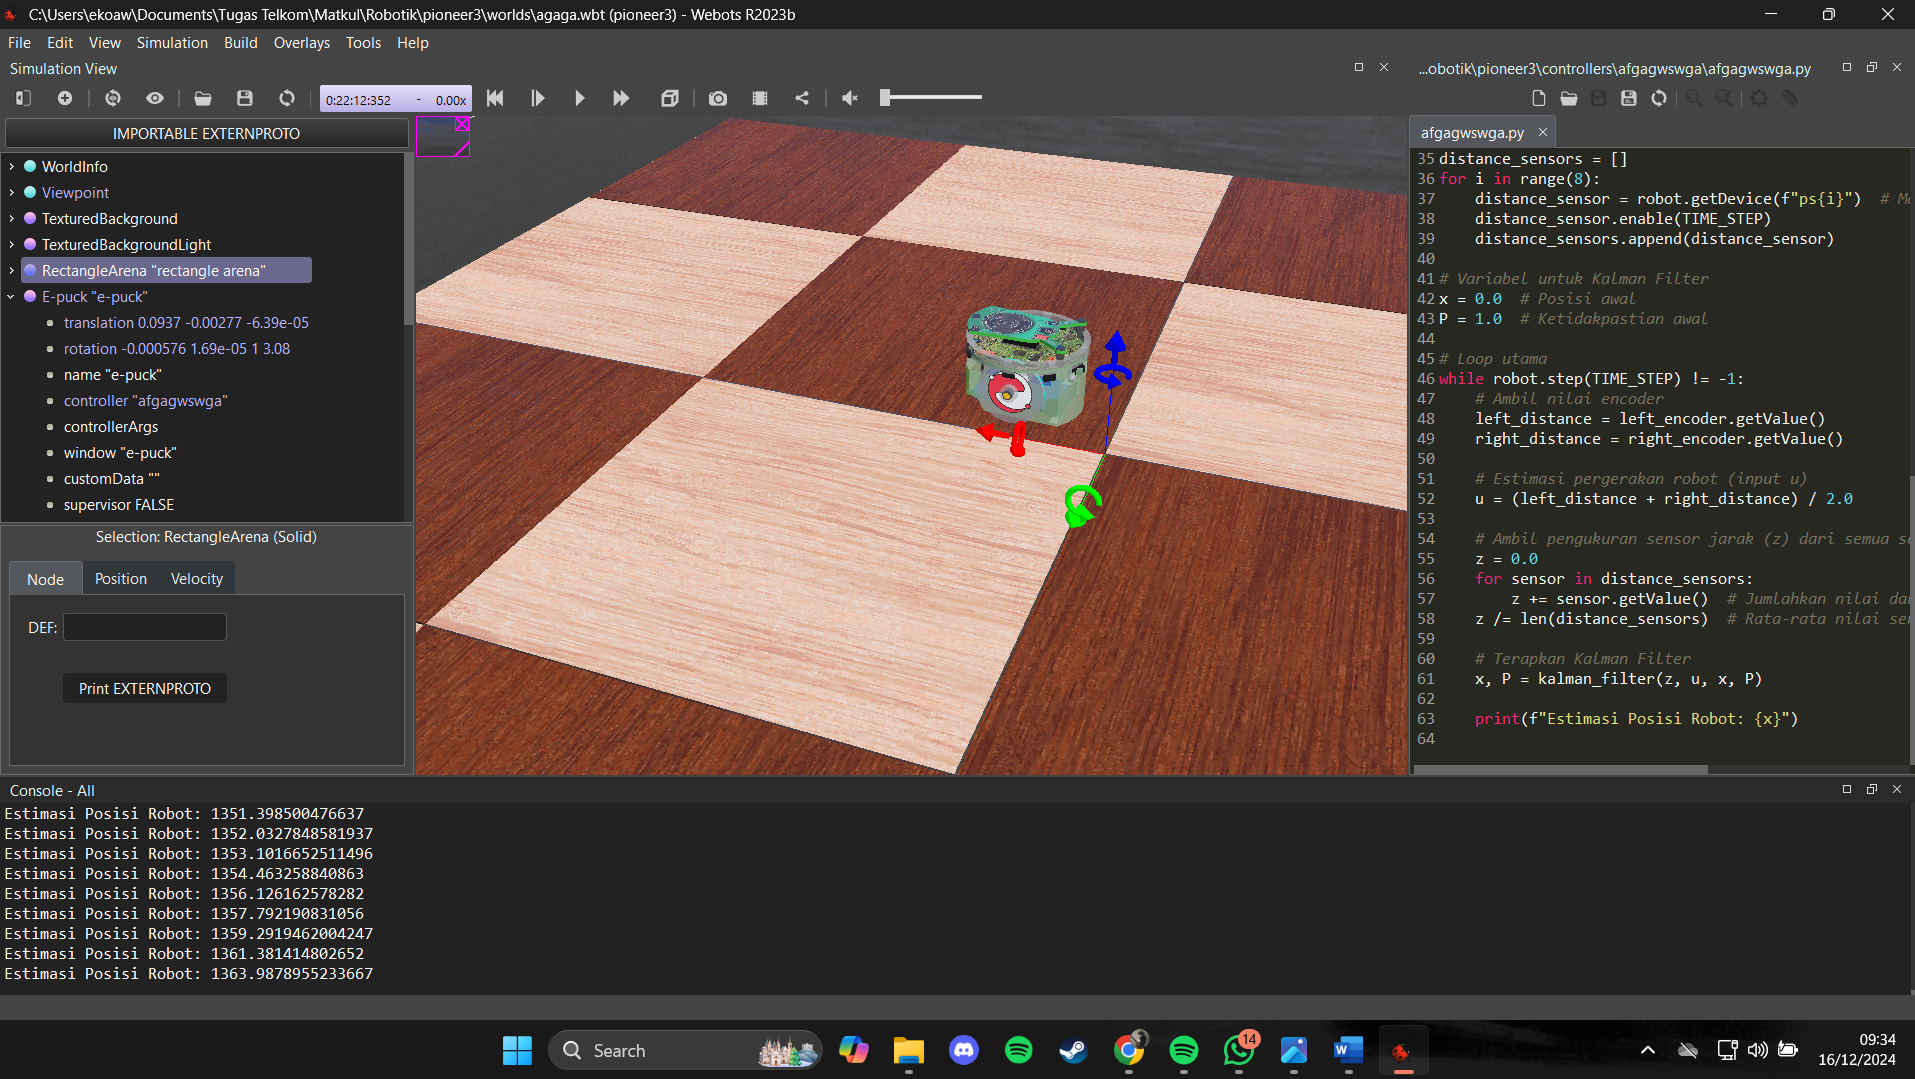 C:\Users\ekoaw\Documents\Tugas Telkom\Matkul\Robotik\pioneer3\worlds\agaga.wbt (pioneer3) - Webots R2023b
File Edit View Simulation Build Overlays Tools Help
Simulation View
0:22:12:352 - 0.00x
IMPORTABLE EXTERNPROTO
WorldInfo
Viewpoint
TexturedBackground
TexturedBackgroundLight
RectangleArena "rectangle arena"
E-puck "e-puck"
translation 0.0937 -0.00277 -6.39e-05
rotation -0.000576 1.69e-05 1 3.08
name "e-puck"
controller "afgagwswga"
controllerArgs
window "e-puck"
customData ""
supervisor FALSE
Selection: RectangleArena (Solid)
Node Position Velocity
DEF:
Print EXTERNPROTO
...obotik\pioneer3\controllers\afgagwswga\afgagwswga.py
afgagwswga.py
35 distance_sensors = []
36 for i in range(8):
37 distance_sensor = robot.getDevice(f"ps{i}") #
38 distance_sensor.enable(TIME_STEP)
39 distance_sensors.append(distance_sensor)
40
41 # Variabel untuk Kalman Filter
42 x = 0.0 # Posisi awal
43 P = 1.0 # Ketidakpastian awal
44
45 # Loop utama
46 while robot.step(TIME_STEP) != -1:
47 # Ambil nilai encoder
48 left_distance = left_encoder.getValue()
49 right_distance = right_encoder.getValue()
50
51 # Estimasi pergerakan robot (input u)
52 u = (left_distance + right_distance) / 2.0
53
54 # Ambil pengukuran sensor jarak (z) dari semua se
55 z = 0.0
56 for sensor in distance_sensors:
57 z += sensor.getValue() # Jumlahkan nilai da
58 z /= len(distance_sensors) # Rata-rata nilai se
59
60 # Terapkan Kalman Filter
61 x, P = kalman_filter(z, u, x, P)
62
63 print(f"Estimasi Posisi Robot: {x}")
64
Console - All
Estimasi Posisi Robot: 1351.398500476637
Estimasi Posisi Robot: 1352.0327848581937
Estimasi Posisi Robot: 1353.1016652511496
Estimasi Posisi Robot: 1354.463258840863
Estimasi Posisi Robot: 1356.126162578282
Estimasi Posisi Robot: 1357.792190831056
Estimasi Posisi Robot: 1359.2919462004247
Estimasi Posisi Robot: 1361.381414802652
Estimasi Posisi Robot: 1363.9878955233667
Search
14
09:34
16/12/2024